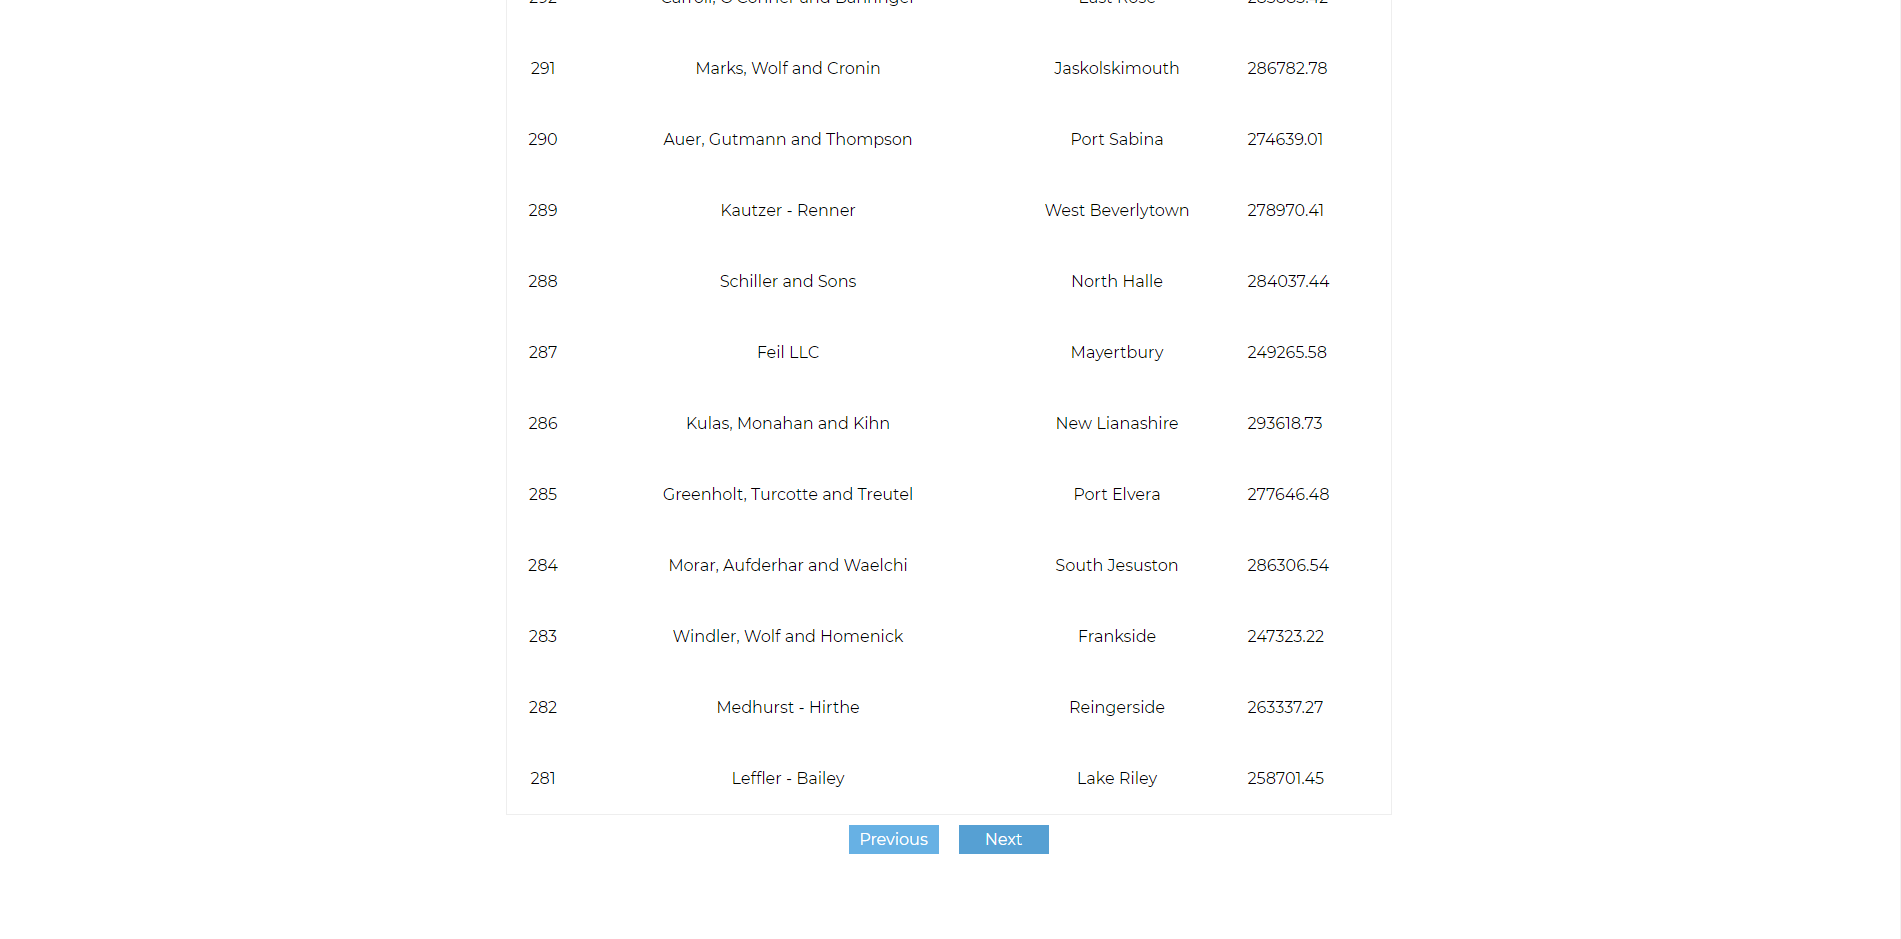 291 Marks, Wolf and Cronin Jaskolskimouth 286782.78
290 Auer, Gutmann and Thompson Port Sabina 274639.01
289 Kautzer - Renner West Beverlytown 278970.41
288 Schiller and Sons North Halle 284037.44
287 Feil LLC Mayertbury 249265.58
286 Kulas, Monahan and Kihn New Lianashire 293618.73
285 Greenholt, Turcotte and Treutel Port Elvera 277646.48
284 Morar, Aufderhar and Waelchi South Jesuston 286306.54
283 Windler, Wolf and Homenick Frankside 247323.22
282 Medhurst - Hirthe Reingerside 263337.27
281 Leffler - Bailey Lake Riley 258701.45
Previous Next